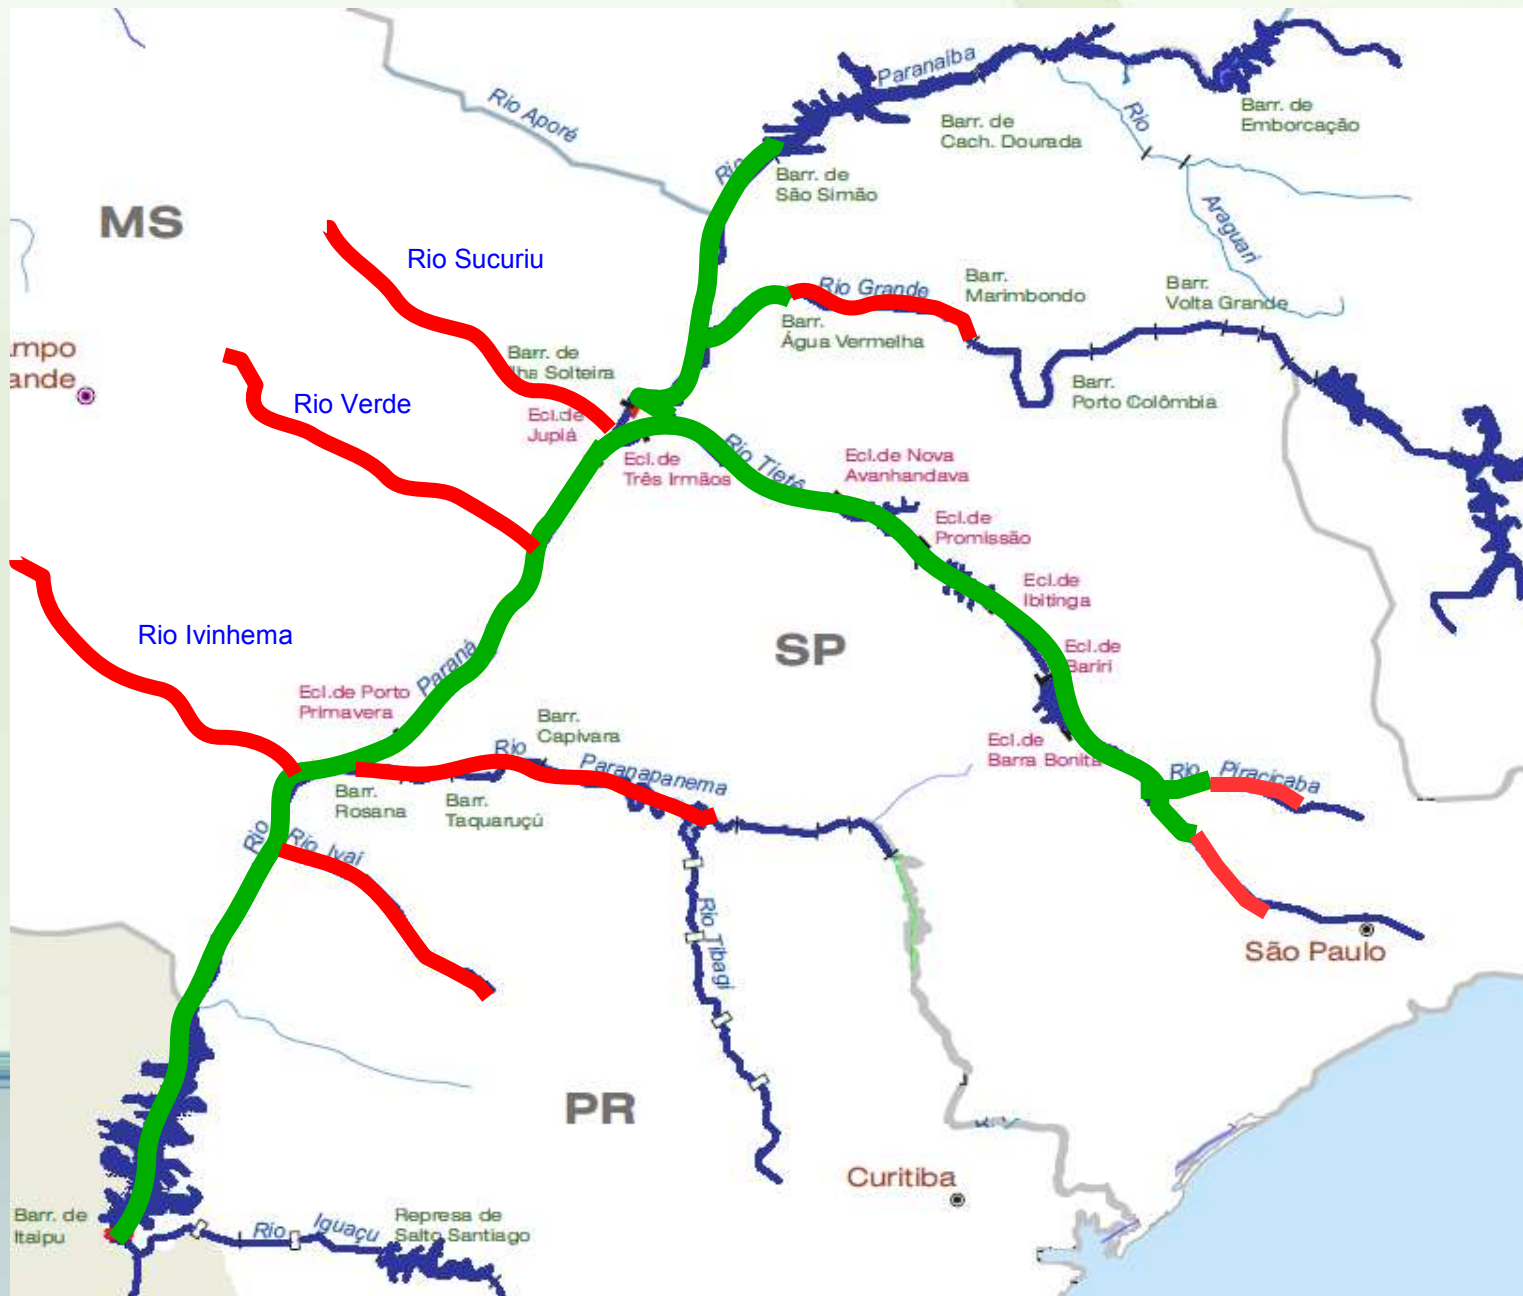 Paranaíba
Rio Aporé
Rio
Barr. de
Emborcação
Barr. de
Cach. Dourada
Rio
Barr. de
São Simão
MS
Araguari
Rio Sucuriu
Rio Grande
Barr.
Marimbondo
Barr.
Volta Grande
Barr.
Água Vermelha
ampo
ande
Barr. de
Ilha Solteira
Rio Verde
Barr.
Porto Colômbia
Ecl.de
Jupiá
Rio Tietê
Ecl.de
Três Irmãos
Ecl.de Nova
Avanhandava
Ecl.de
Promissão
Ecl.de
Ibitinga
Rio Ivinhema
SP
Ecl.de
Bariri
Paraná
Ecl.de Porto
Primavera
Barr.
Capivara
Ecl.de
Barra Bonita
Rio
Paranapanema
Rio Piracicaba
Barr.
Rosana
Barr.
Taquaruçú
Rio
Rio Ivaí
Rio Tibagi
São Paulo
PR
Curitiba
Barr. de
Itaipu
Rio Iguaçu
Represa de
Salto Santiago